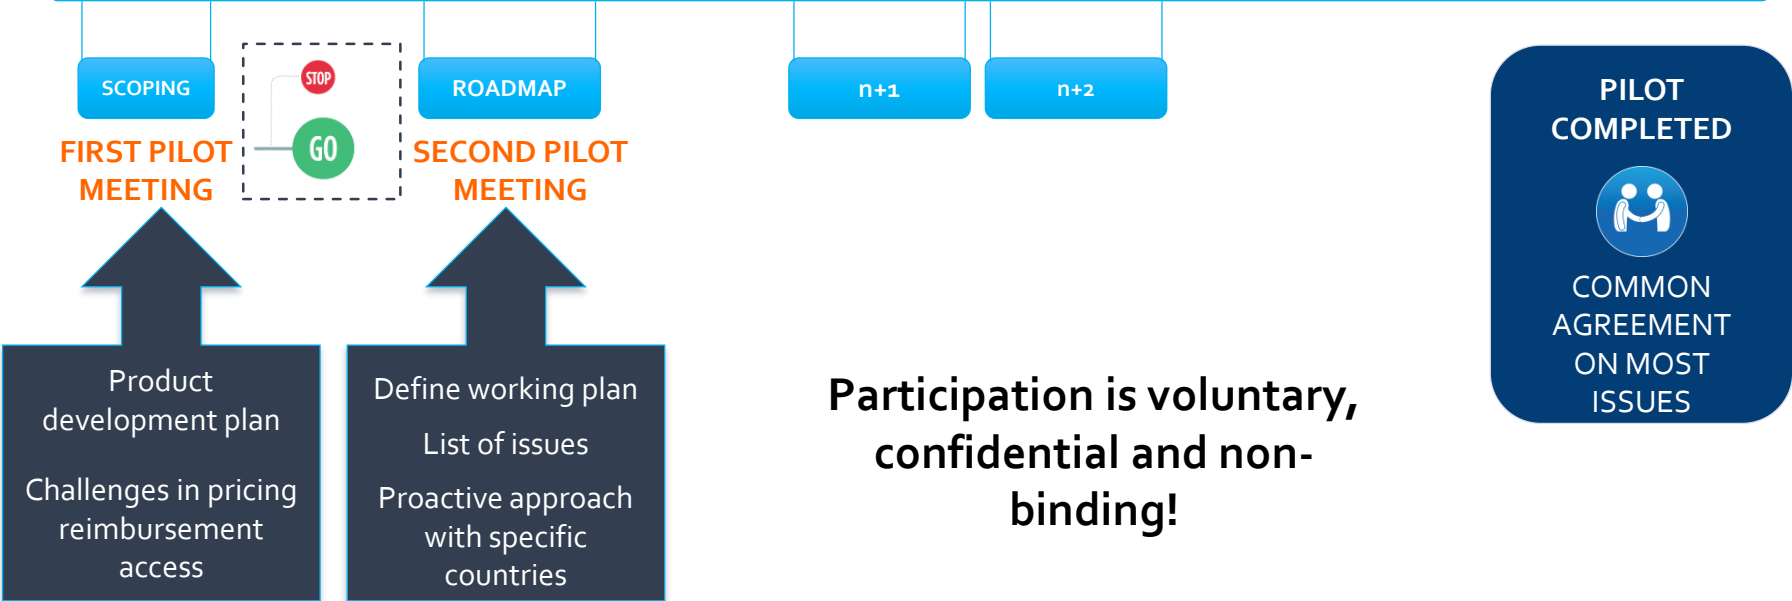 SCOPING
STOP
GO
ROADMAP
n+1
n+2
FIRST PILOT
MEETING
SECOND PILOT
MEETING
Product
development plan
Challenges in pricing
reimbursement
access
Define working plan
List of issues
Proactive approach
with specific
countries
Participation is voluntary,
confidential and non-
binding!
PILOT
COMPLETED
COMMON
AGREEMENT
ON MOST
ISSUES